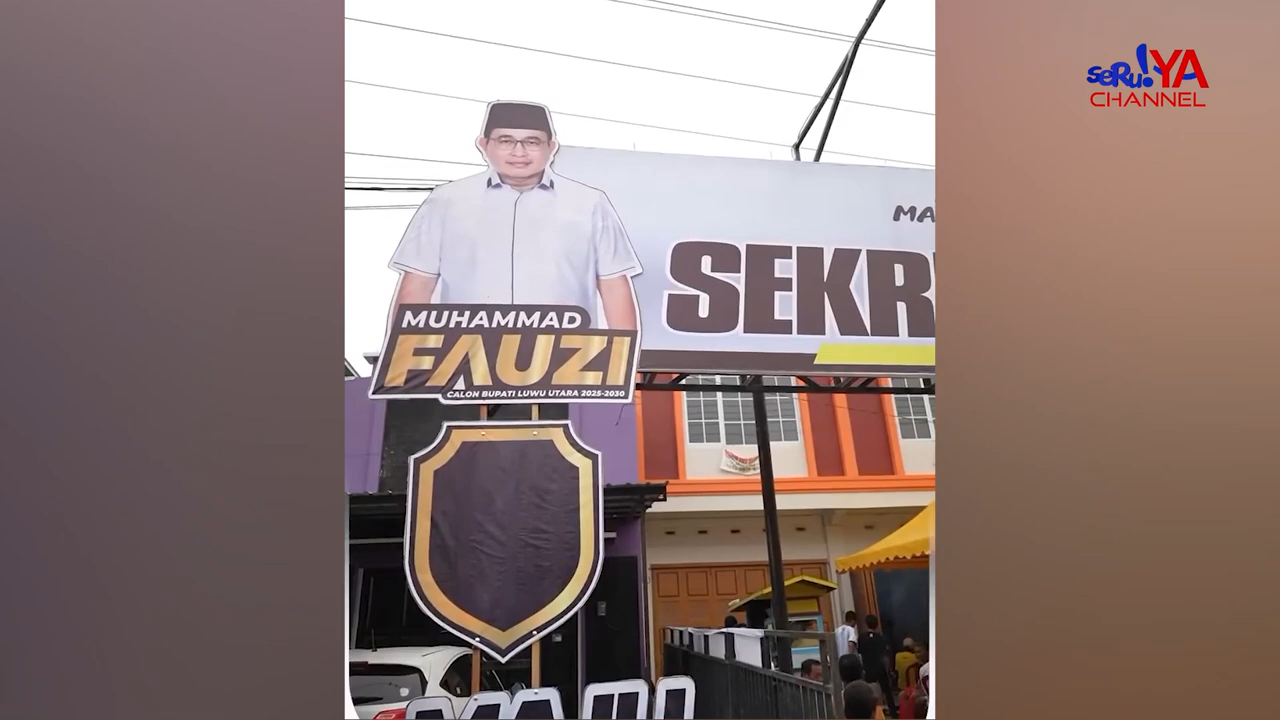 seRu!YA
CHANNEL
MA
SEKR
MUHAMMAD
FAUZI
CALON BUPATI LUWU UTARA 2025-2030